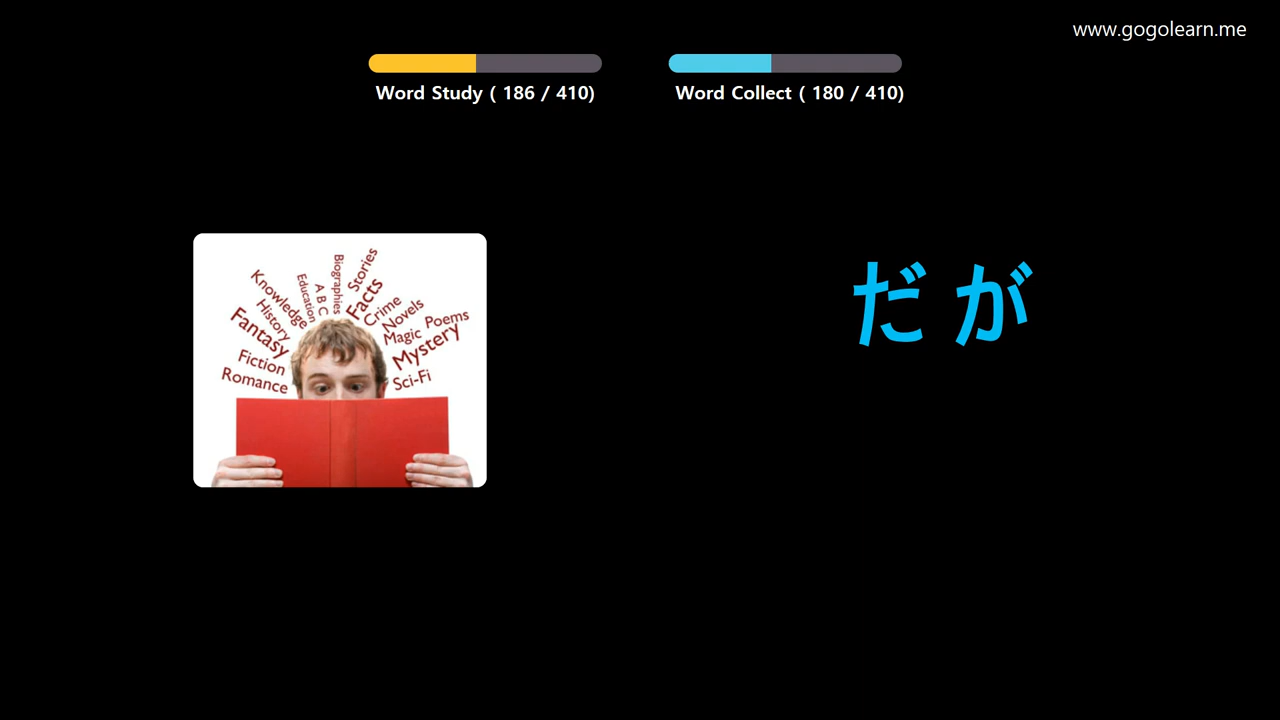 www.gogolearn.me
Word Study ( 186 / 410)
Word Collect ( 180 / 410)
だが
Knowledge
History
Fantasy
Fiction
Romance
Education
A B C
Biographies
Stories
Facts
Crime
Novels
Magic
Poems
Mystery
Sci-Fi